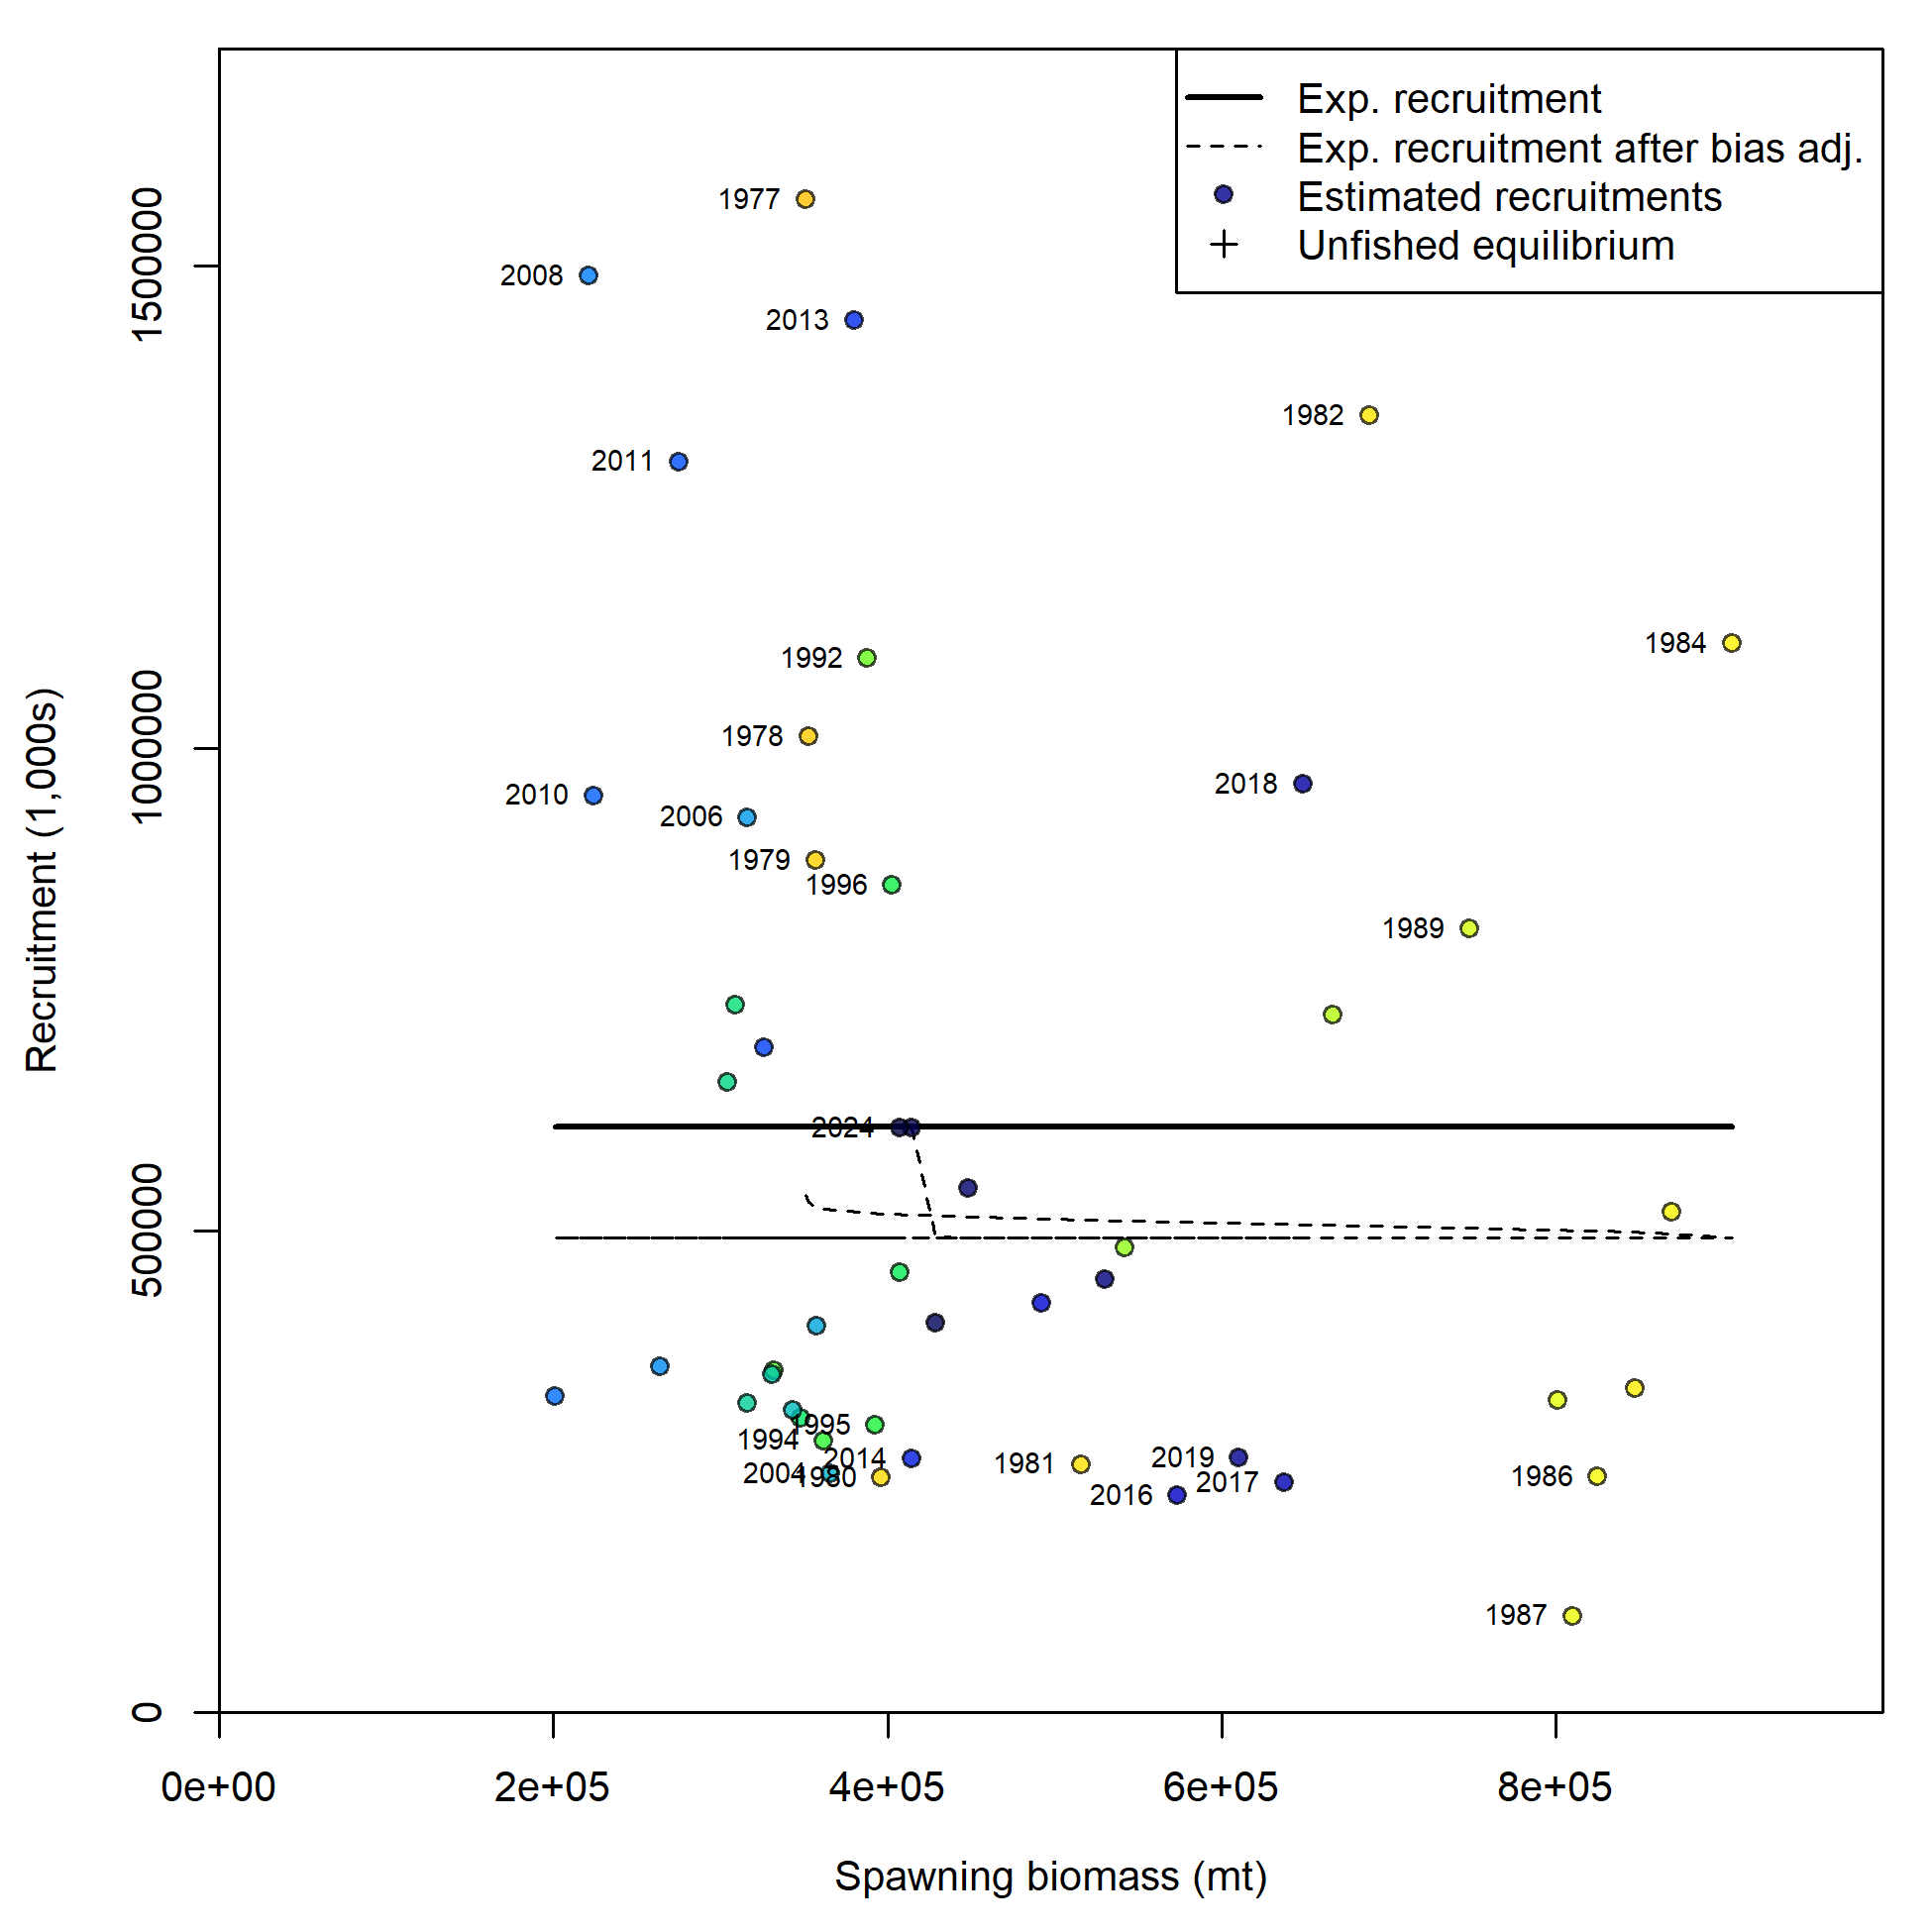 Exp. recruitment
Exp. recruitment after bias adj.
Estimated recruitments
Unfished equilibrium
1977
2008
2013
1982
2011
1984
1992
1978
2018
2010
2006
1979
1996
1989
2024
1995
1994
2014
2019
1981
2004
1980
1986
2017
2016
1987
Recruitment (1,000s)
1500000
1000000
500000
0
0e+00
2e+05
4e+05
6e+05
8e+05
Spawning biomass (mt)